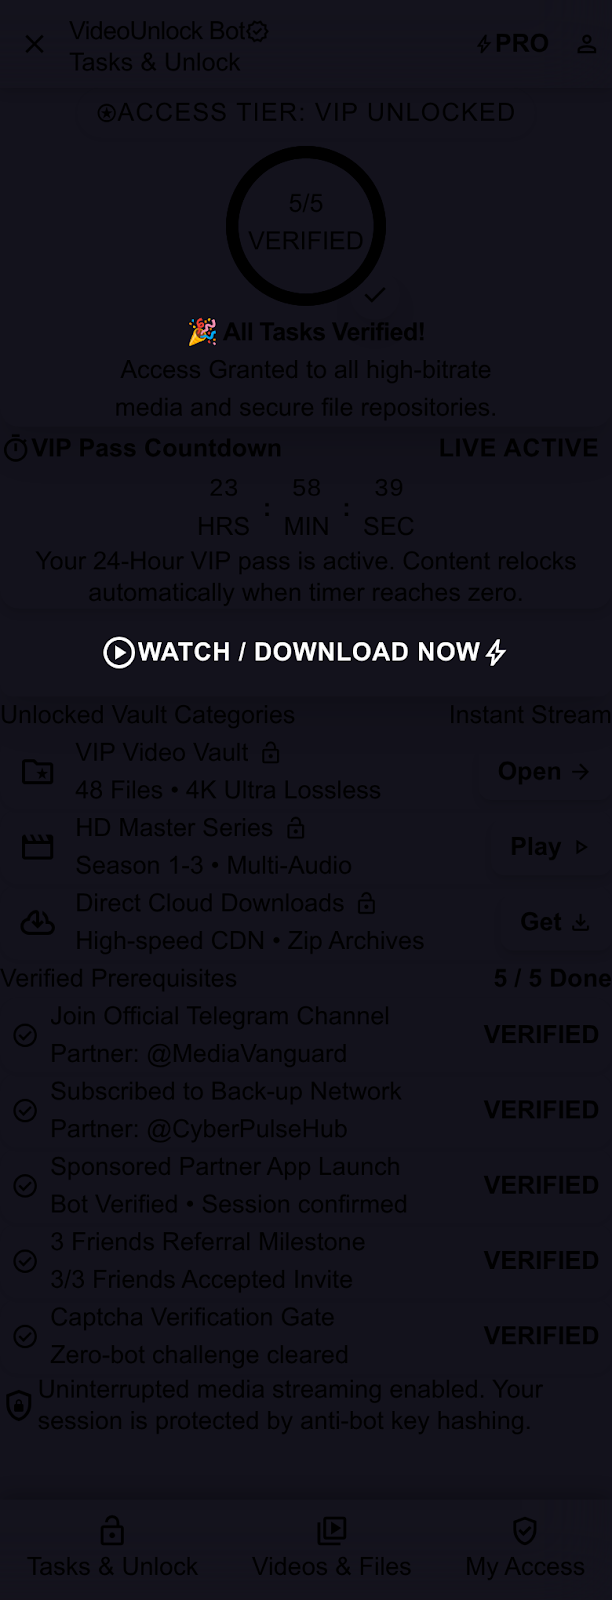 VideoUnlock Bot
Tasks & Unlock
PRO
ACCESS TIER: VIP UNLOCKED
5/5
VERIFIED
🎉 All Tasks Verified!
Access Granted to all high-bitrate
media and secure file repositories.
VIP Pass Countdown
LIVE ACTIVE
23 : 58 : 39
HRS MIN SEC
Your 24-Hour VIP pass is active. Content relocks
automatically when timer reaches zero.
WATCH / DOWNLOAD NOW
Unlocked Vault Categories
Instant Stream
VIP Video Vault
48 Files • 4K Ultra Lossless
Open
HD Master Series
Season 1-3 • Multi-Audio
Play
Direct Cloud Downloads
High-speed CDN • Zip Archives
Get
Verified Prerequisites
5 / 5 Done
Join Official Telegram Channel
Partner: @MediaVanguard
VERIFIED
Subscribed to Back-up Network
Partner: @CyberPulseHub
VERIFIED
Sponsored Partner App Launch
Bot Verified • Session confirmed
VERIFIED
3 Friends Referral Milestone
3/3 Friends Accepted Invite
VERIFIED
Captcha Verification Gate
Zero-bot challenge cleared
VERIFIED
Uninterrupted media streaming enabled. Your
session is protected by anti-bot key hashing.
Tasks & Unlock
Videos & Files
My Access